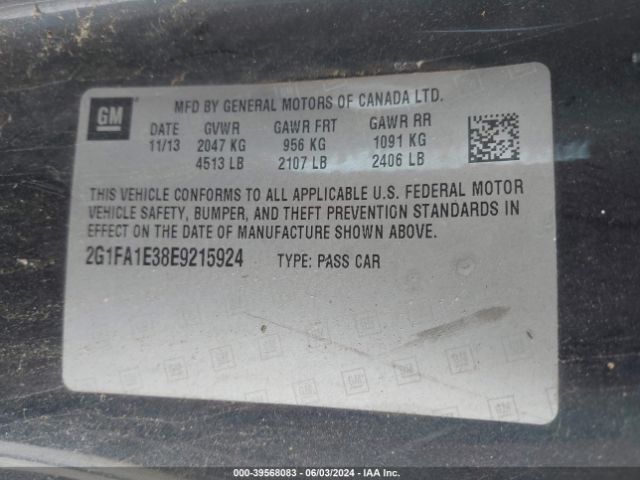 GM
MFD BY GENERAL MOTORS OF CANADA LTD.
DATE GVWR GAWR FRT GAWR RR
11/13 2047 KG 956 KG 1091 KG
4513 LB 2107 LB 2406 LB
THIS VEHICLE CONFORMS TO ALL APPLICABLE U.S. FEDERAL MOTOR
VEHICLE SAFETY, BUMPER, AND THEFT PREVENTION STANDARDS IN
EFFECT ON THE DATE OF MANUFACTURE SHOWN ABOVE.
2G1FA1E38E9215924 TYPE: PASS CAR
000-39568083 - 06/03/2024 - IAA Inc.